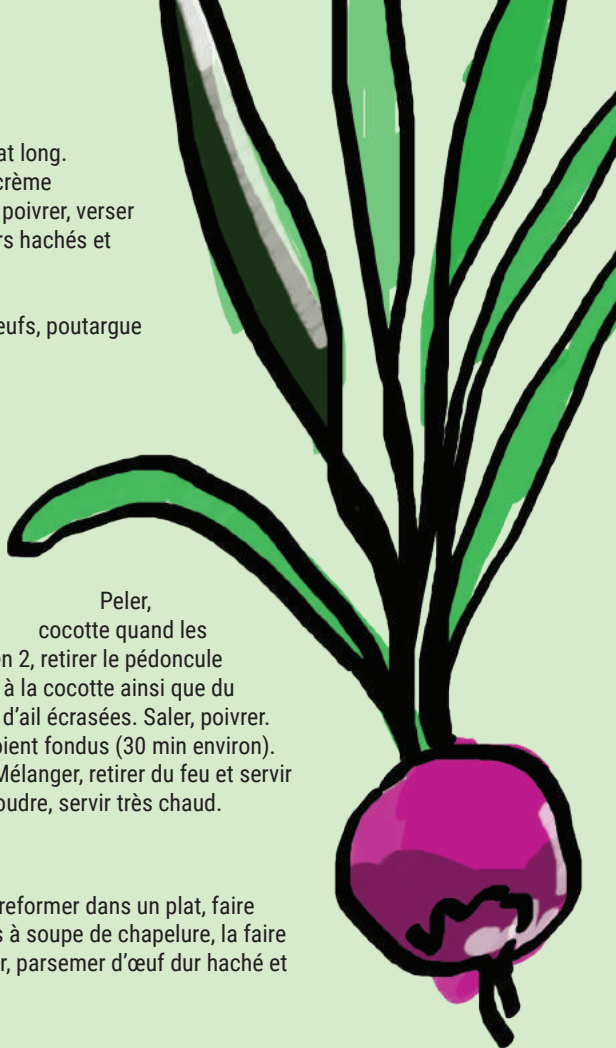 at long.
crème
poivrer, verser
rs hachés et
eufs, poutargue
Peler,
cocotte quand les
en 2, retirer le pédoncule
à la cocotte ainsi que du
d'ail écrasées. Saler, poivrer.
oient fondus (30 min environ).
Mélanger, retirer du feu et servir
oudre, servir très chaud.
reformer dans un plat, faire
s à soupe de chapelure, la faire
r, parsemer d'œuf dur haché et